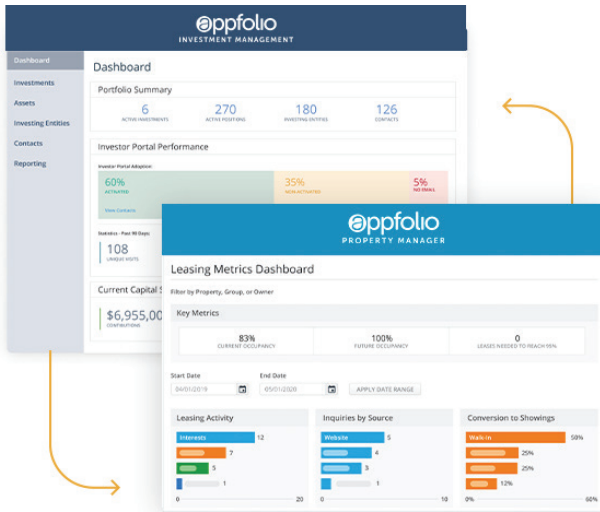 appfolio
INVESTMENT MANAGEMENT
Dashboard
Investments
Assets
Investing Entities
Contacts
Reporting
Dashboard
Portfolio Summary
6 270 180 126
ACTIVE INVESTMENTS ACTIVE POSITIONS INVESTING ENTITIES CONTACTS
Investor Portal Performance
Investor Portal Adoption
60% 35% 5%
ACTIVATED NON-ACTIVATED NO EMAIL
View Contacts
Statistics - Past 90 Days
108
UNIQUE VISITS
Current Capital S
$6,955,00
CONTRIBUTIONS
appfolio
PROPERTY MANAGER
Leasing Metrics Dashboard
Filter by Property, Group, or Owner
Key Metrics
83% 100% 0
CURRENT OCCUPANCY FUTURE OCCUPANCY LEASES NEEDED TO REACH 95%
Start Date End Date
04/01/2019 05/01/2020 APPLY DATE RANGE
Leasing Activity
Interests 12
7
5
1
0 20
Inquiries by Source
Website 5
4
3
1
0 10
Conversion to Showings
Walk-in 50%
25%
25%
12%
0% 60%